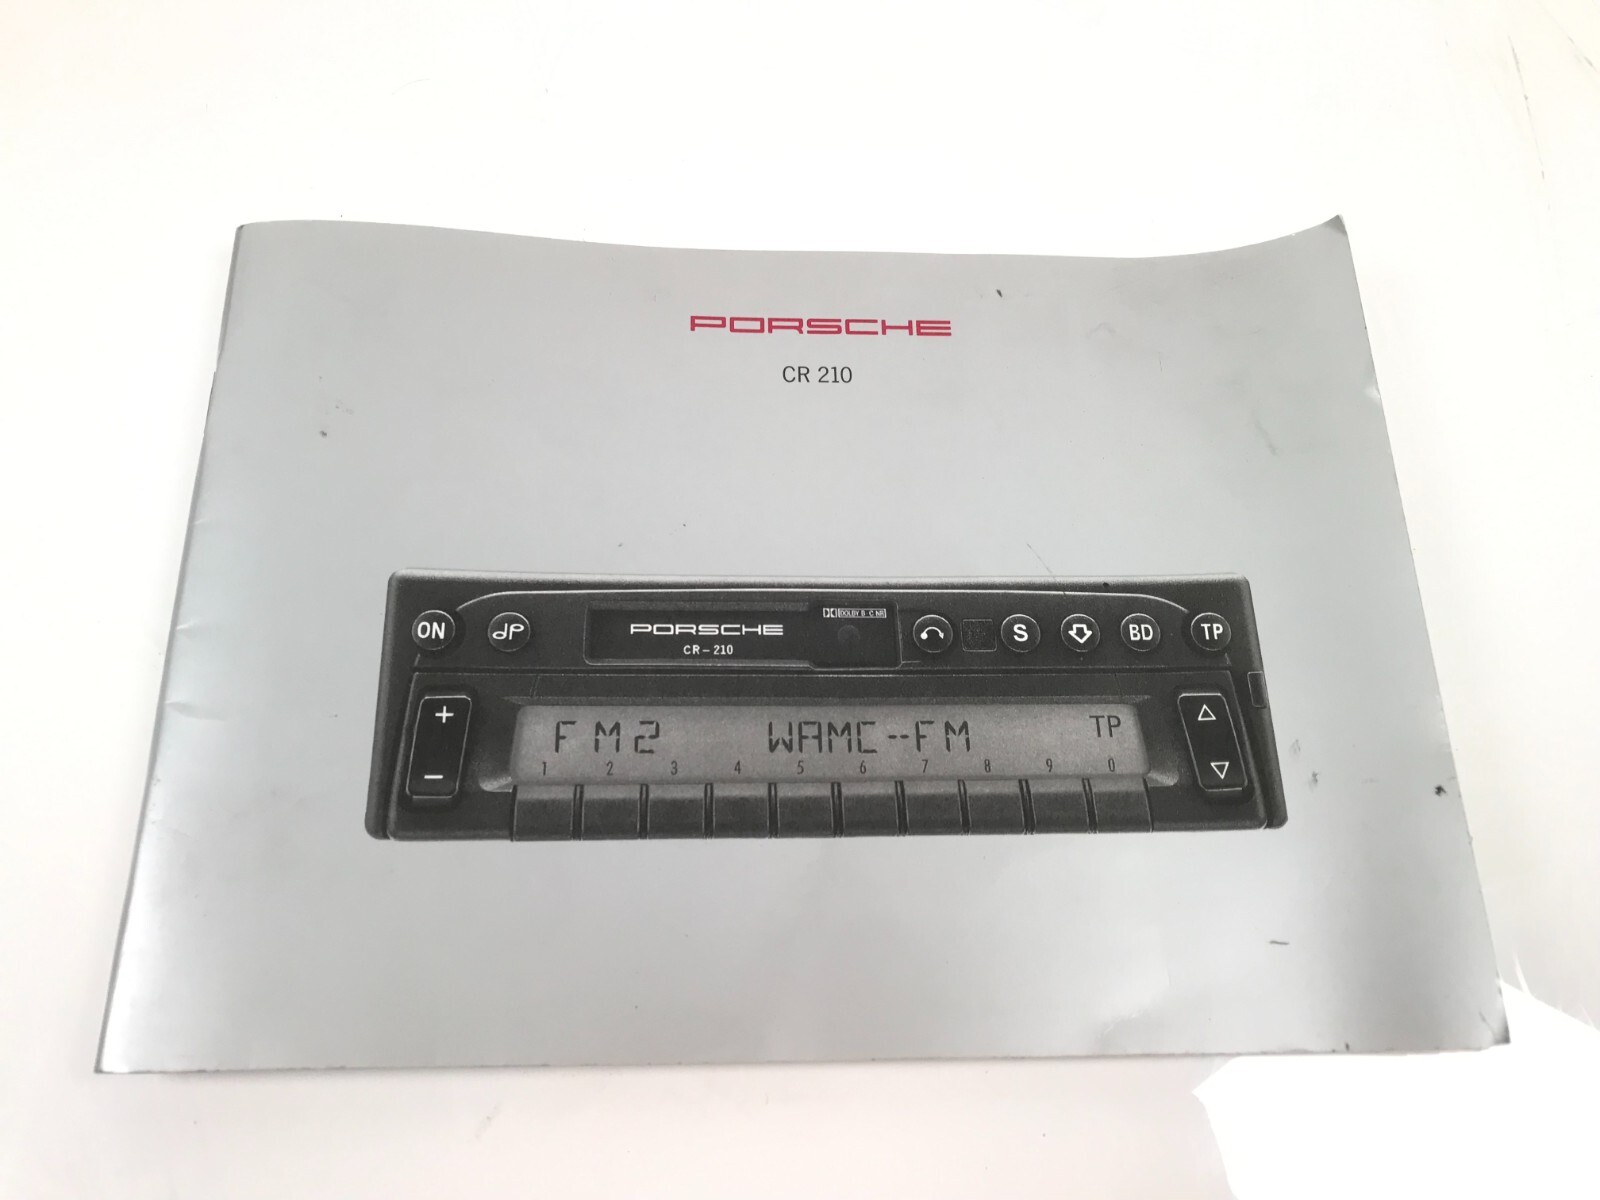 PORSCHE
CR 210
ON
PORSCHE
CR-210
DOLBY B C NR
S
BD
TP
+
−
FM2 WAMC--FM TP
1 2 3 4 5 6 7 8 9 0